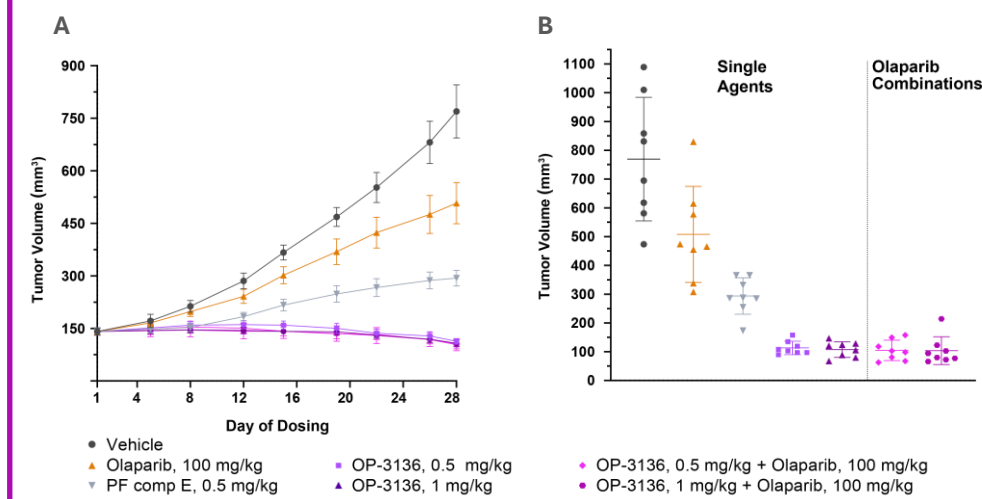 A
B
900
750
600
450
300
150
1
4
8
12
16
20
24
28
Tumor Volume (mm³)
Day of Dosing
1100
1000
900
800
700
600
500
400
300
200
100
0
Tumor Volume (mm³)
Single
Agents
Olaparib
Combinations
Vehicle
Olaparib, 100 mg/kg
PF comp E, 0.5 mg/kg
OP-3136, 0.5 mg/kg
OP-3136, 1 mg/kg
OP-3136, 0.5 mg/kg + Olaparib, 100 mg/kg
OP-3136, 1 mg/kg + Olaparib, 100 mg/kg